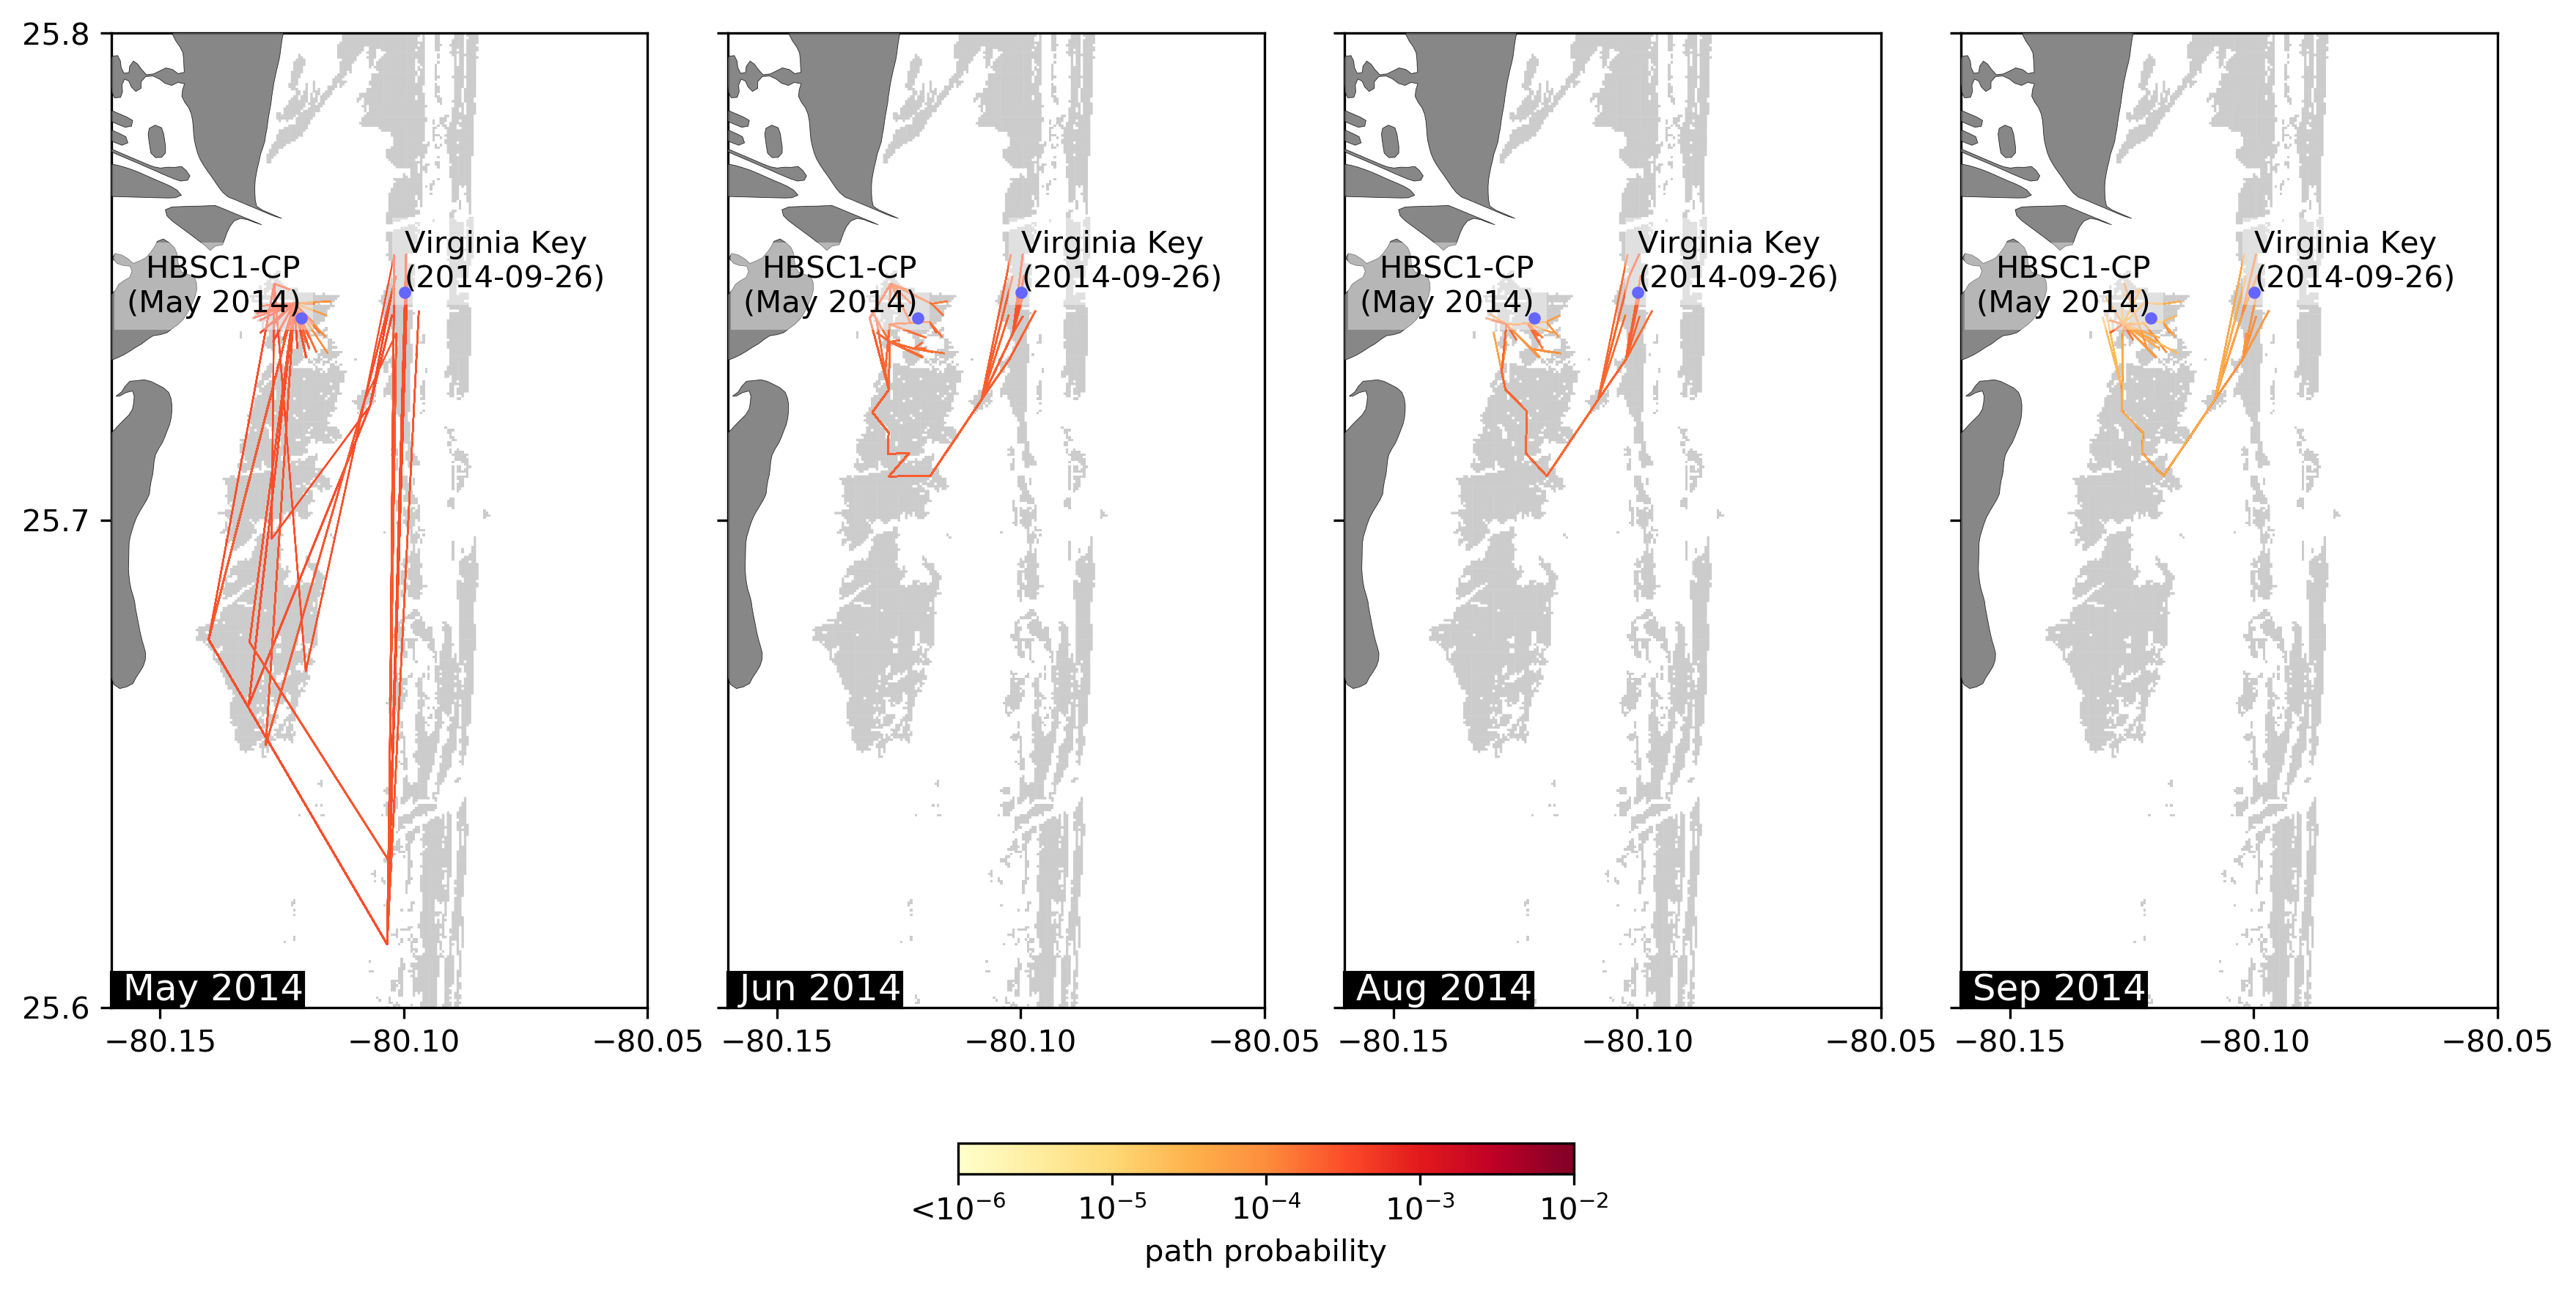 25.8
25.7
25.6
HBSC1-CP
(May 2014)
Virginia Key
(2014-09-26)
May 2014
−80.15
−80.10
−80.05
HBSC1-CP
(May 2014)
Virginia Key
(2014-09-26)
Jun 2014
−80.15
−80.10
−80.05
HBSC1-CP
(May 2014)
Virginia Key
(2014-09-26)
Aug 2014
−80.15
−80.10
−80.05
HBSC1-CP
(May 2014)
Virginia Key
(2014-09-26)
Sep 2014
−80.15
−80.10
−80.05
<10⁻⁶ 10⁻⁵ 10⁻⁴ 10⁻³ 10⁻²
path probability